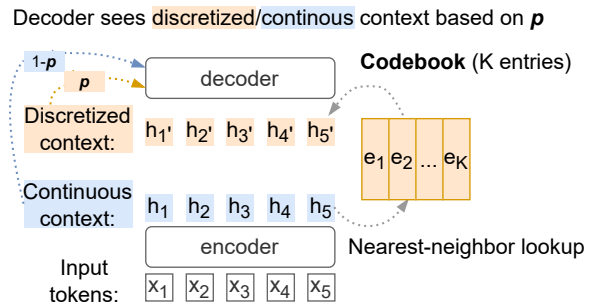 Decoder sees discretized/continous context based on p
1-p
p
decoder
Codebook (K entries)
Discretized
context:
h1' h2' h3' h4' h5'
e1 e2 ... eK
Continuous
context:
h1 h2 h3 h4 h5
encoder
Nearest-neighbor lookup
Input
tokens:
x1 x2 x3 x4 x5